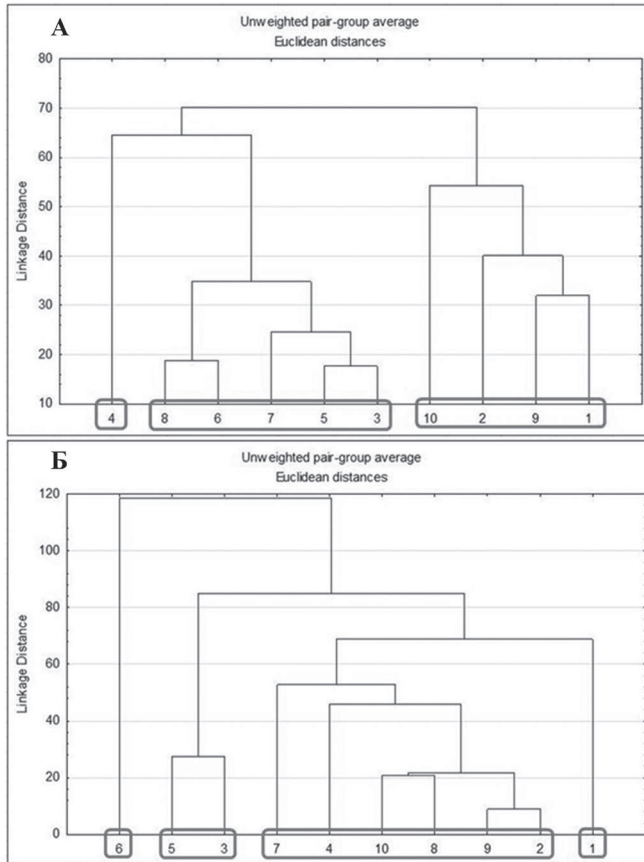 А
Unweighted pair-group average
Euclidean distances
80
70
60
50
40
30
20
10
Linkage Distance
4 8 6 7 5 3 10 2 9 1
Б
Unweighted pair-group average
Euclidean distances
120
100
80
60
40
20
0
Linkage Distance
6 5 3 7 4 10 8 9 2 1